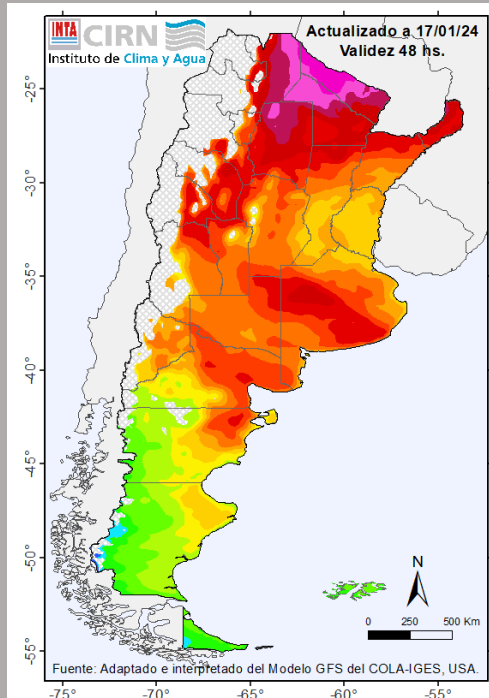 INTA
CIRN
Instituto de Clima y Agua
Actualizado a 17/01/24
Validez 48 hs.
-25°
-30°
-35°
-40°
-45°
-50°
-55°
N
0 250 500 Km
Fuente: Adaptado e interpretado del Modelo GFS del COLA-IGES, USA.
-75° -70° -65° -60° -55°